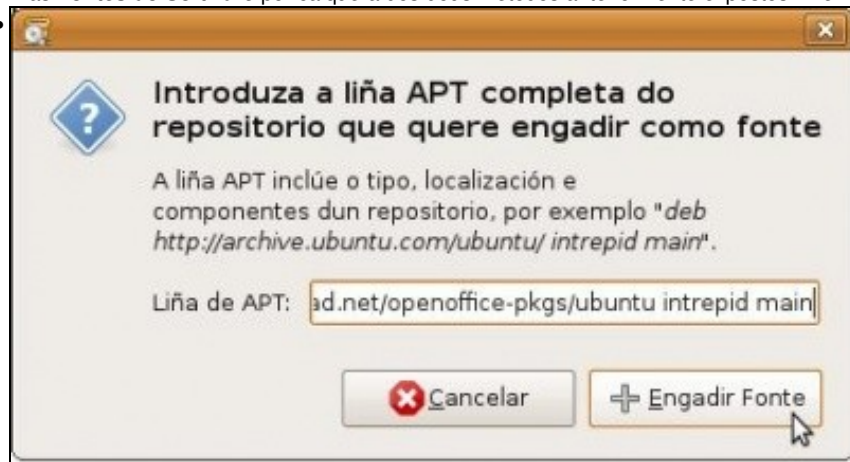 Introduza a liña APT completa do
repositorio que quere engadir como fonte
A liña APT inclúe o tipo, localización e
componentes dun repositorio, por exemplo "deb
http://archive.ubuntu.com/ubuntu/ intrepid main".
Liña de APT: ad.net/openoffice-pkgs/ubuntu intrepid main
Cancelar
Engadir Fonte